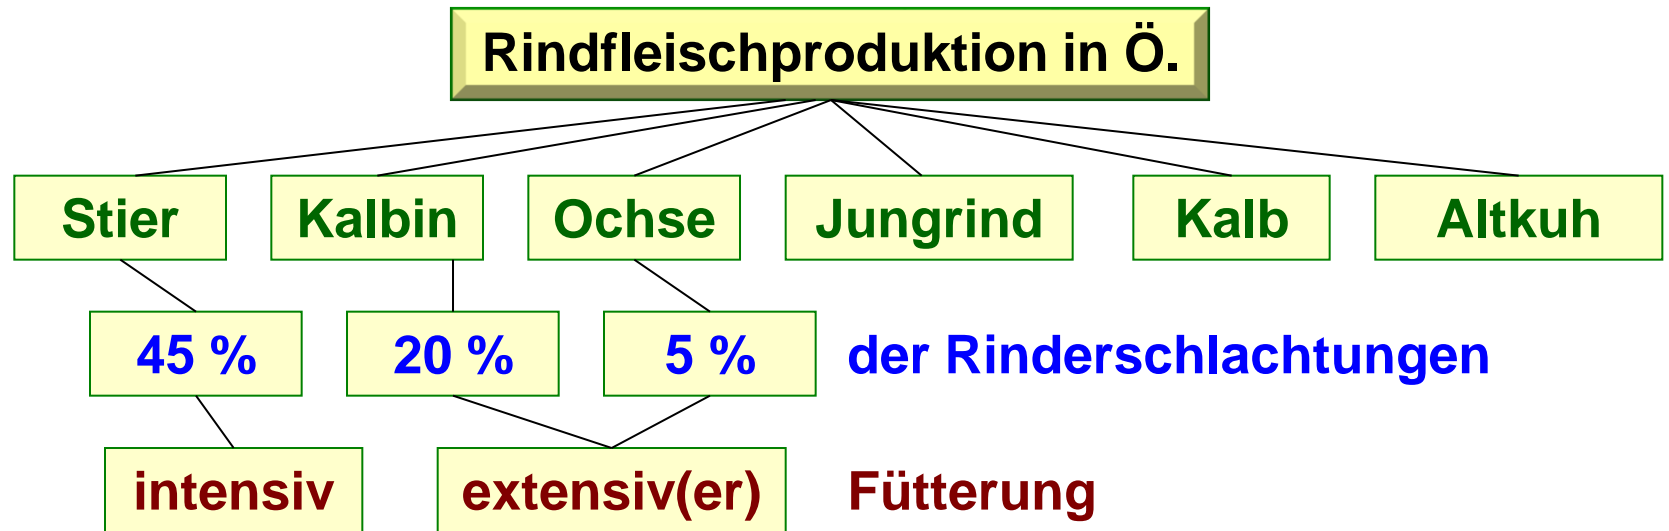 Rindfleischproduktion in Ö.
Stier Kalbin Ochse Jungrind Kalb Altkuh
45 % 20 % 5 % der Rinderschlachtungen
intensiv extensiv(er) Fütterung